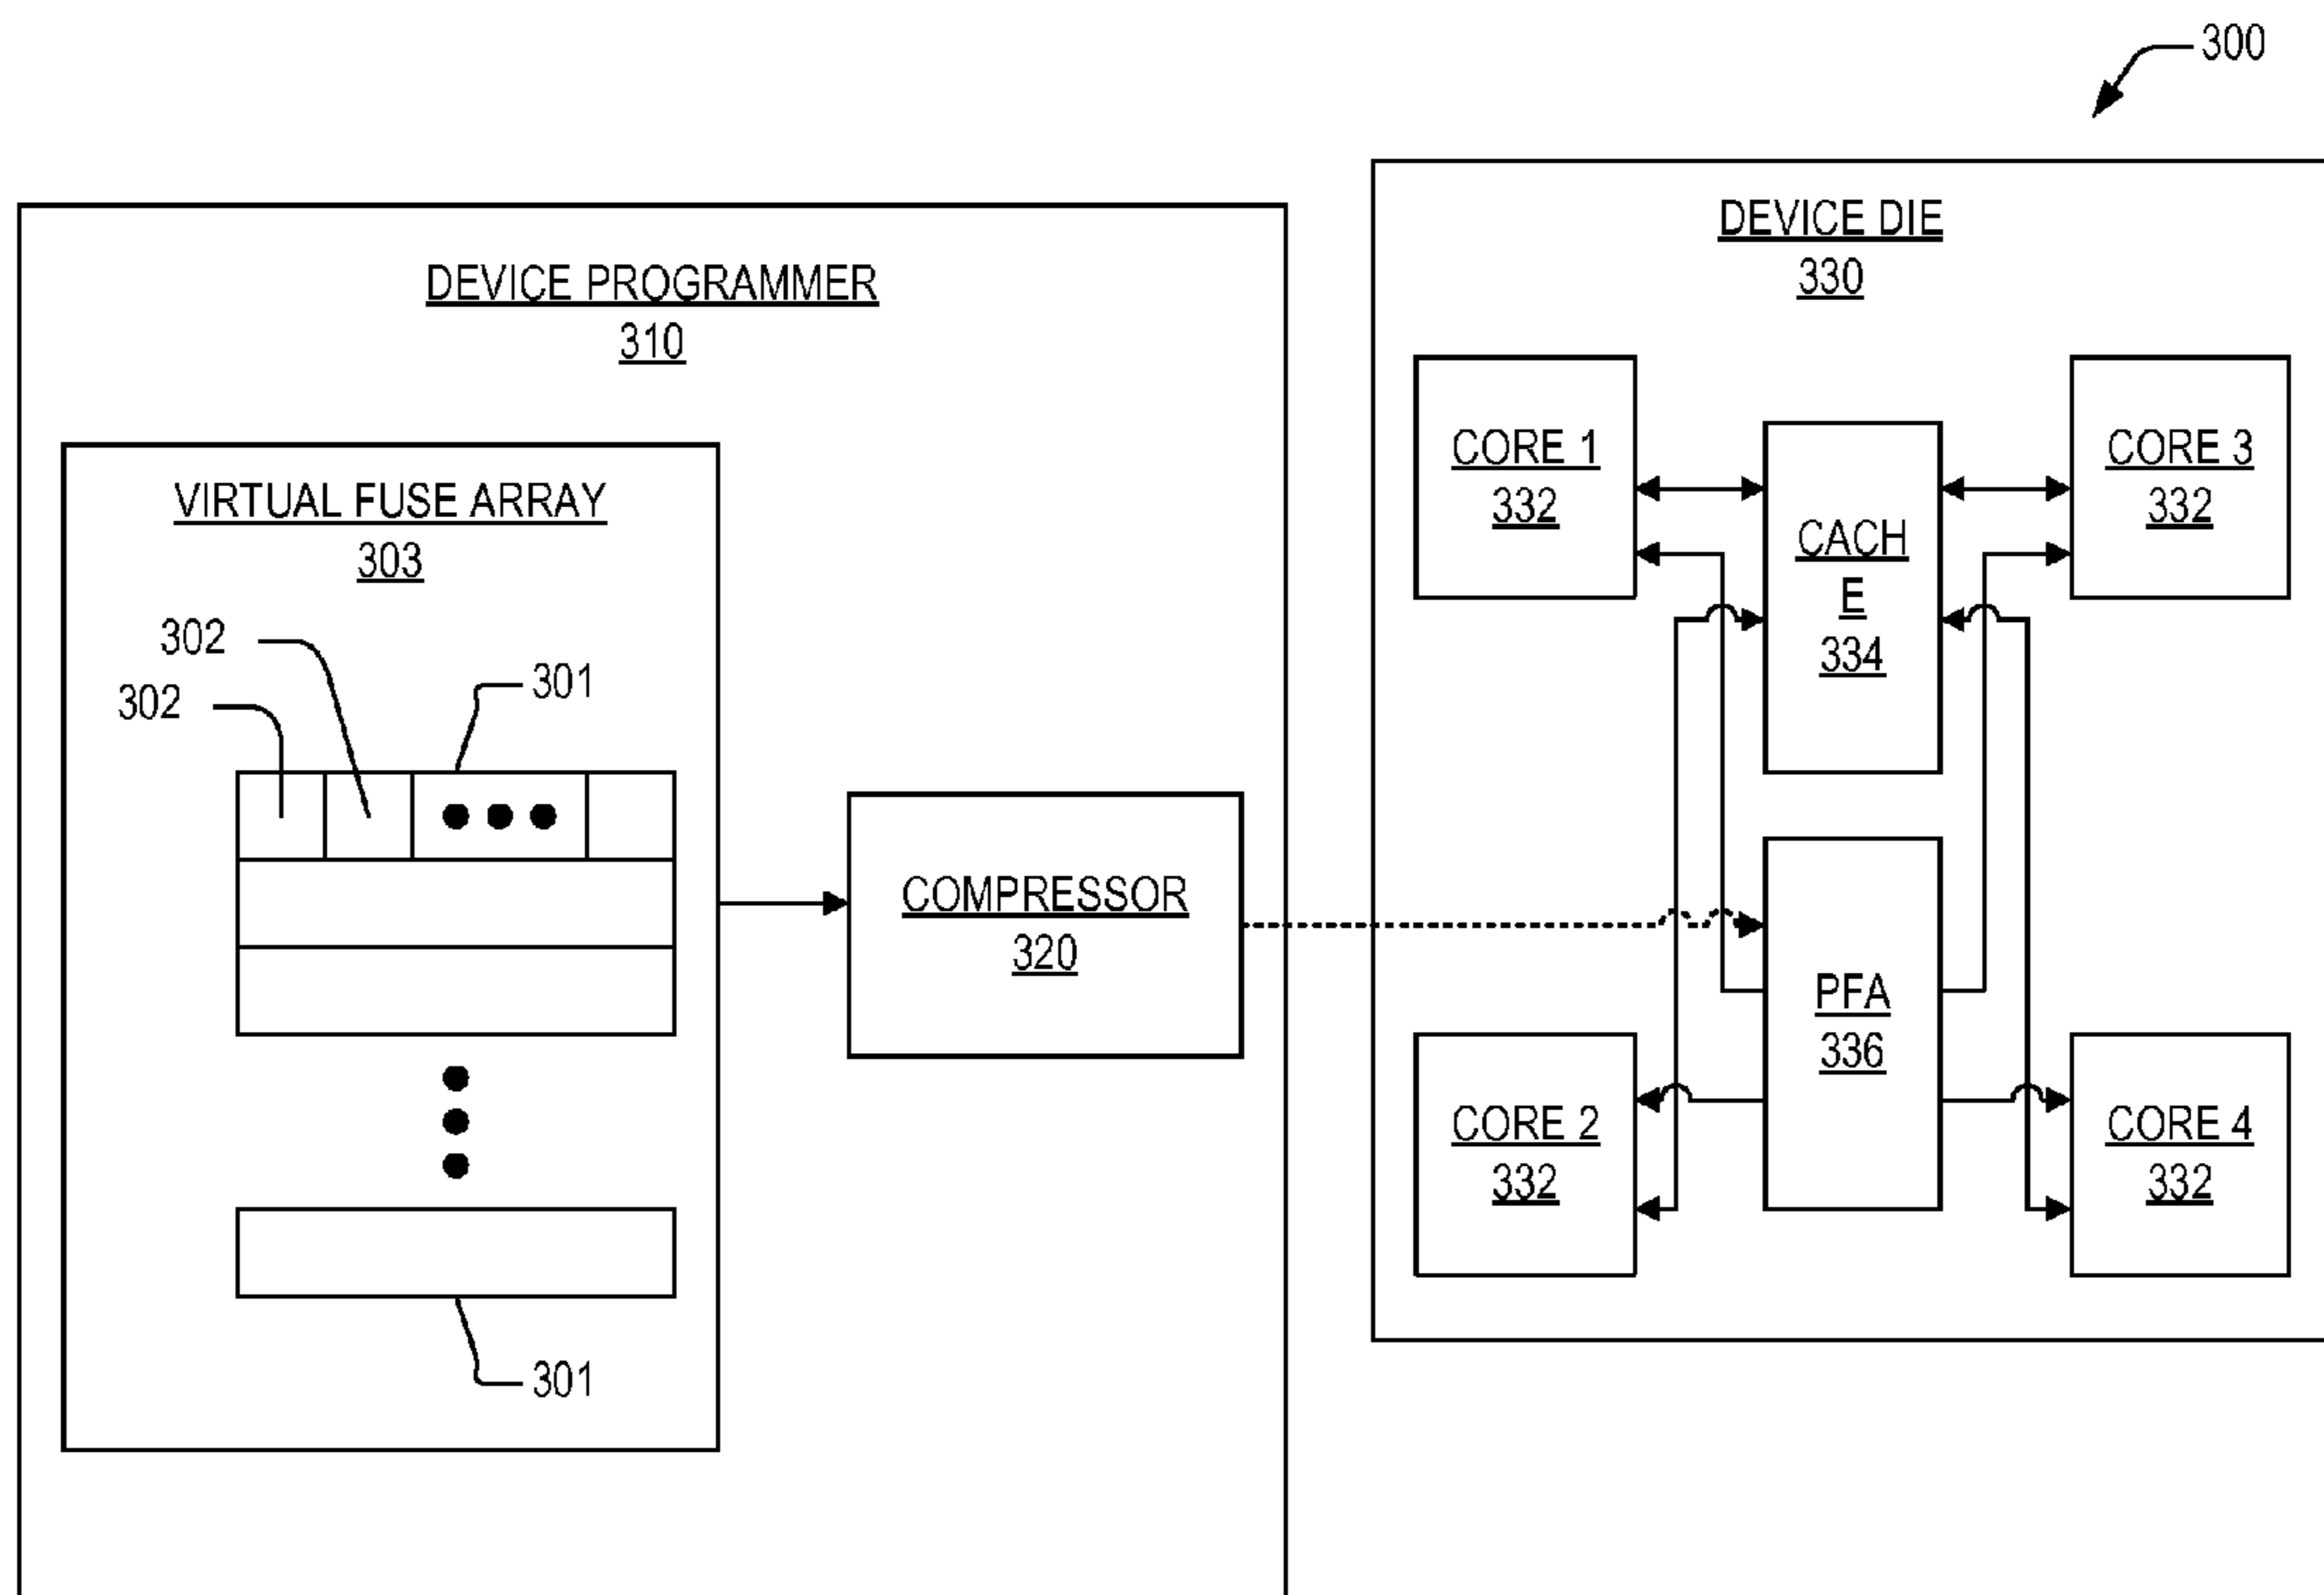 300
DEVICE PROGRAMMER
310
VIRTUAL FUSE ARRAY
303
302
302
301
301
COMPRESSOR
320
DEVICE DIE
330
CORE 1
332
CACH
E
334
CORE 3
332
PFA
336
CORE 2
332
CORE 4
332